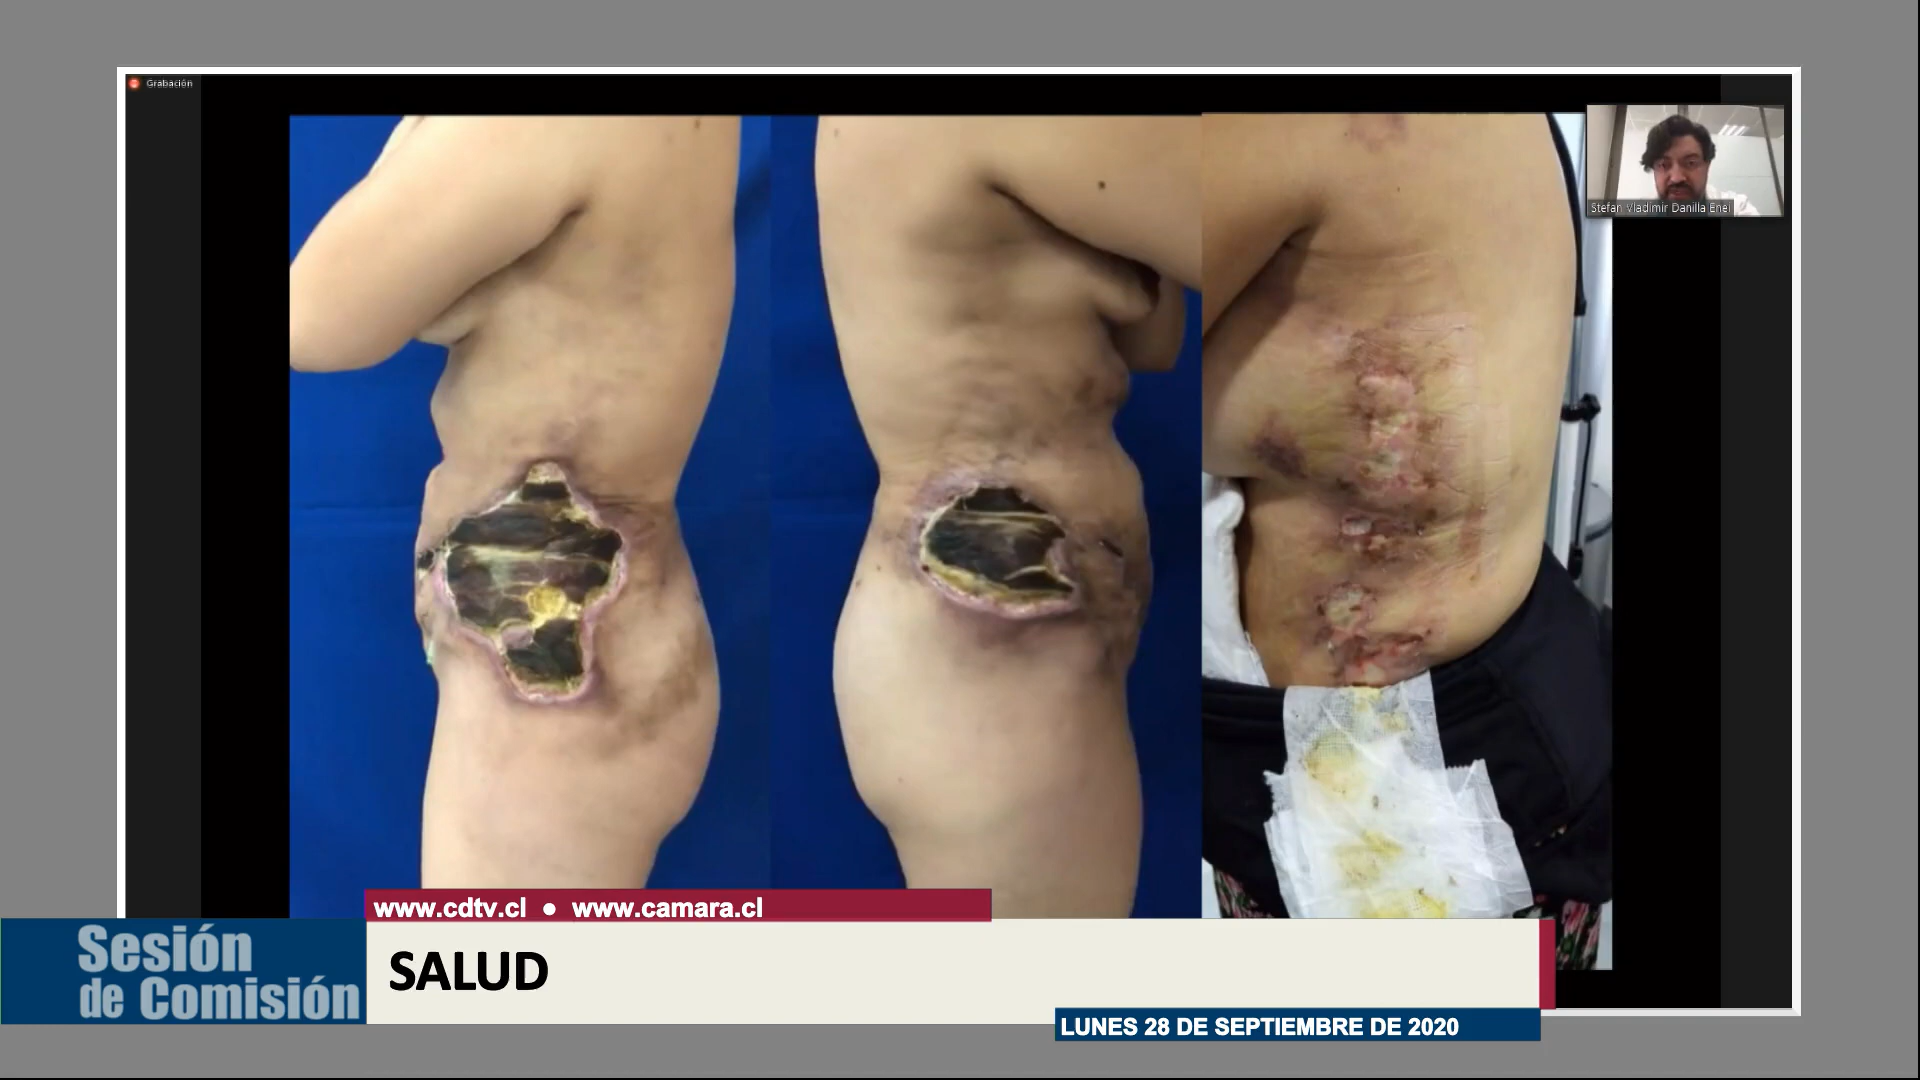 Grabación
Stefan Vladimir Danilla Enei
www.cdtv.cl ● www.camara.cl
Sesión
de Comisión
SALUD
LUNES 28 DE SEPTIEMBRE DE 2020